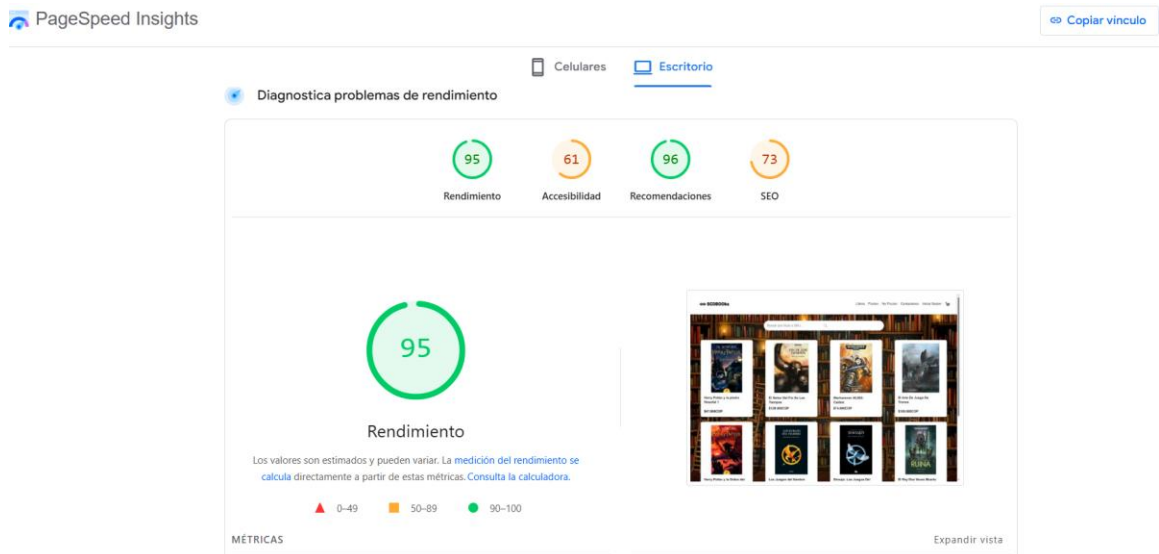 PageSpeed Insights
Copiar vínculo
Celulares
Escritorio
Diagnostica problemas de rendimiento
95
61
96
73
Rendimiento
Accesibilidad
Recomendaciones
SEO
95
Rendimiento
Los valores son estimados y pueden variar. La medición del rendimiento se
calcula directamente a partir de estas métricas. Consulta la calculadora.
0–49
50–89
90–100
RUINA
MÉTRICAS
Expandir vista